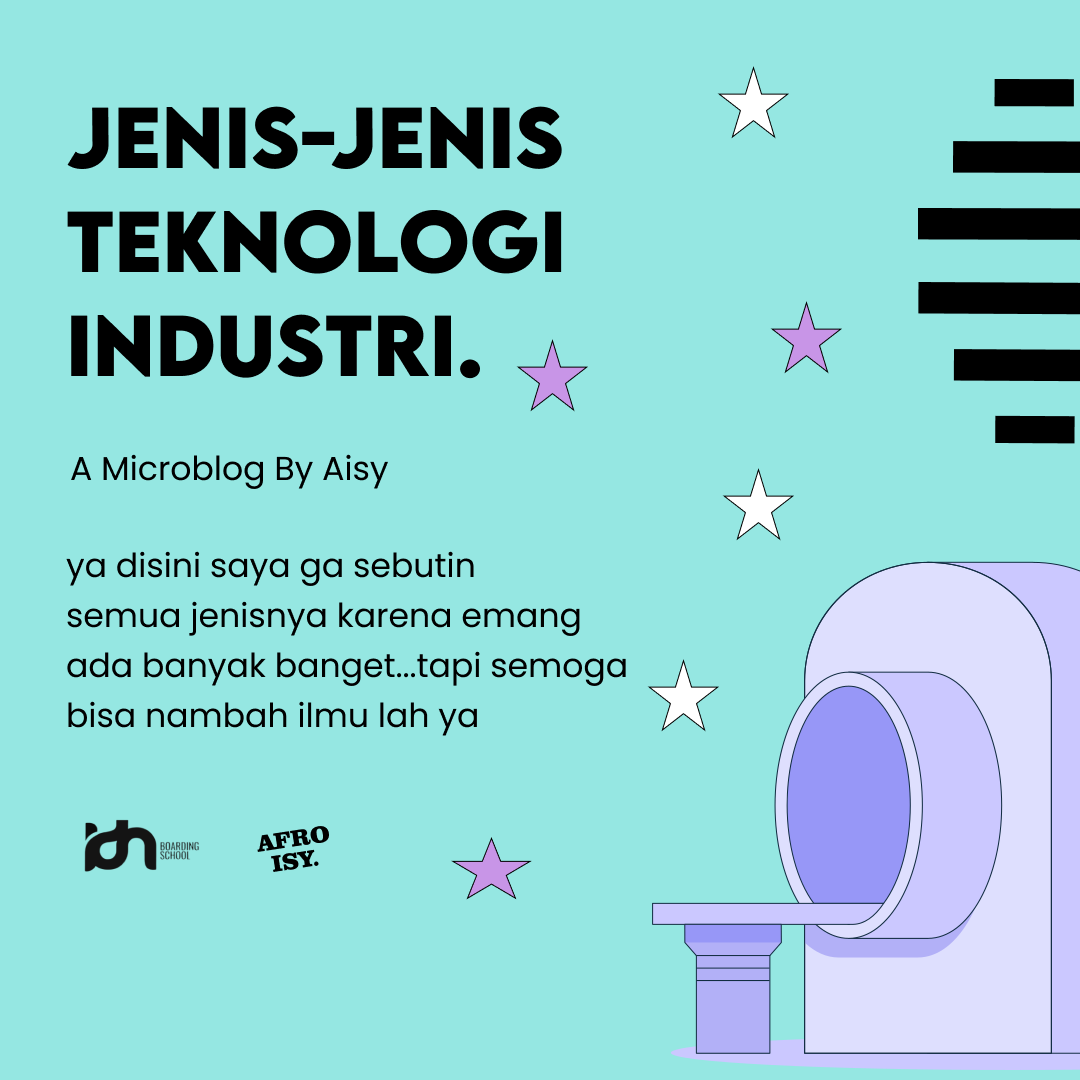 JENIS-JENIS
TEKNOLOGI
INDUSTRI.
A Microblog By Aisy
ya disini saya ga sebutin
semua jenisnya karena emang
ada banyak banget...tapi semoga
bisa nambah ilmu lah ya
idn
BOARDING
SCHOOL
AFRO
ISY.